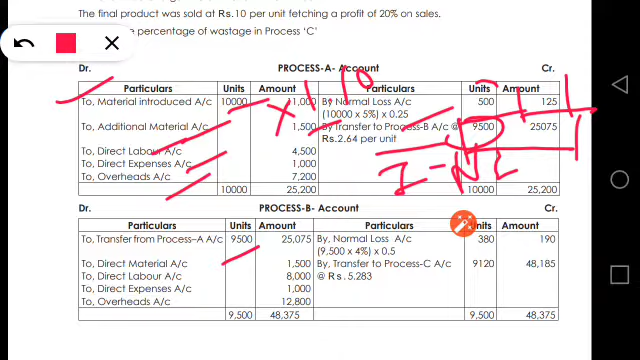 The final product was sold at Rs.10 per unit fetching a profit of 20% on sales.
the percentage of wastage in Process ‘C’
Dr. PROCESS-A- Account Cr.
Particulars Units Amount Particulars Units Amount
To, Material introduced A/c 10000 11,000 By Normal Loss A/c 500 125
(10000 x 5%) x 0.25
To, Additional Material A/c 1,500 By Transfer to Process-B A/c @ 9500 25075
Rs.2.64 per unit
To, Direct Labour A/c 4,500
To, Direct Expenses A/c 1,000
To, Overheads A/c 7,200
10000 25,200 10000 25,200
Dr. PROCESS-B- Account Cr.
Particulars Units Amount Particulars Units Amount
To, Transfer from Process–A A/c 9500 25,075 By, Normal Loss A/c 380 190
(9,500 x 4%) x 0.5
To, Direct Material A/c 1,500 By, Transfer to Process-C A/c 9120 48,185
To, Direct Labour A/c 8,000 @ Rs.5.283
To, Direct Expenses A/c 1,000
To, Overheads A/c 12,800
9,500 48,375 9,500 48,375